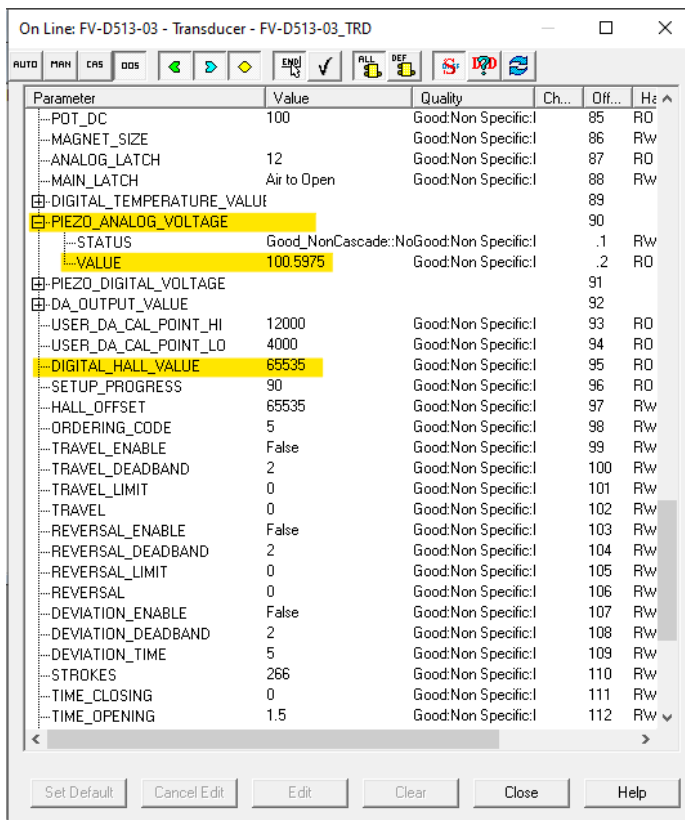 On Line: FV-D513-03 - Transducer - FV-D513-03_TRD
AUTO MAN CAS OOS END ALL DEF S D?D
Parameter Value Quality Ch... Off... Ha
POT_DC 100 Good:Non Specific:l 85 RO
MAGNET_SIZE Good:Non Specific:l 86 RW
ANALOG_LATCH 12 Good:Non Specific:l 87 RO
MAIN_LATCH Air to Open Good:Non Specific:l 88 RW
DIGITAL_TEMPERATURE_VALUE 89
PIEZO_ANALOG_VOLTAGE 90
STATUS Good_NonCascade::No Good:Non Specific:l .1 RW
VALUE 100.5975 Good:Non Specific:l .2 RO
PIEZO_DIGITAL_VOLTAGE 91
DA_OUTPUT_VALUE 92
USER_DA_CAL_POINT_HI 12000 Good:Non Specific:l 93 RO
USER_DA_CAL_POINT_LO 4000 Good:Non Specific:l 94 RO
DIGITAL_HALL_VALUE 65535 Good:Non Specific:l 95 RO
SETUP_PROGRESS 90 Good:Non Specific:l 96 RO
HALL_OFFSET 65535 Good:Non Specific:l 97 RW
ORDERING_CODE 5 Good:Non Specific:l 98 RW
TRAVEL_ENABLE False Good:Non Specific:l 99 RW
TRAVEL_DEADBAND 2 Good:Non Specific:l 100 RW
TRAVEL_LIMIT 0 Good:Non Specific:l 101 RW
TRAVEL 0 Good:Non Specific:l 102 RW
REVERSAL_ENABLE False Good:Non Specific:l 103 RW
REVERSAL_DEADBAND 2 Good:Non Specific:l 104 RW
REVERSAL_LIMIT 0 Good:Non Specific:l 105 RW
REVERSAL 0 Good:Non Specific:l 106 RW
DEVIATION_ENABLE False Good:Non Specific:l 107 RW
DEVIATION_DEADBAND 2 Good:Non Specific:l 108 RW
DEVIATION_TIME 5 Good:Non Specific:l 109 RW
STROKES 266 Good:Non Specific:l 110 RW
TIME_CLOSING 0 Good:Non Specific:l 111 RW
TIME_OPENING 1.5 Good:Non Specific:l 112 RW
Set Default Cancel Edit Edit Clear Close Help